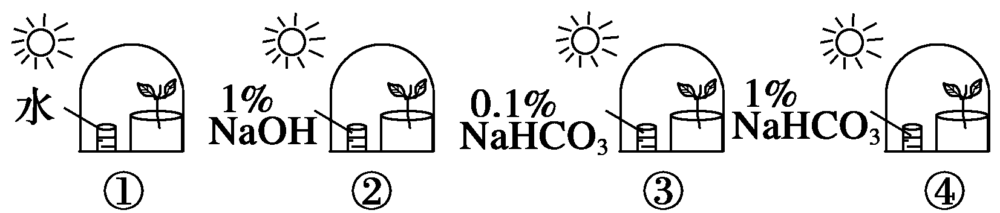 水
1%
NaOH
0.1%
NaHCO₃
1%
NaHCO₃
① ② ③ ④